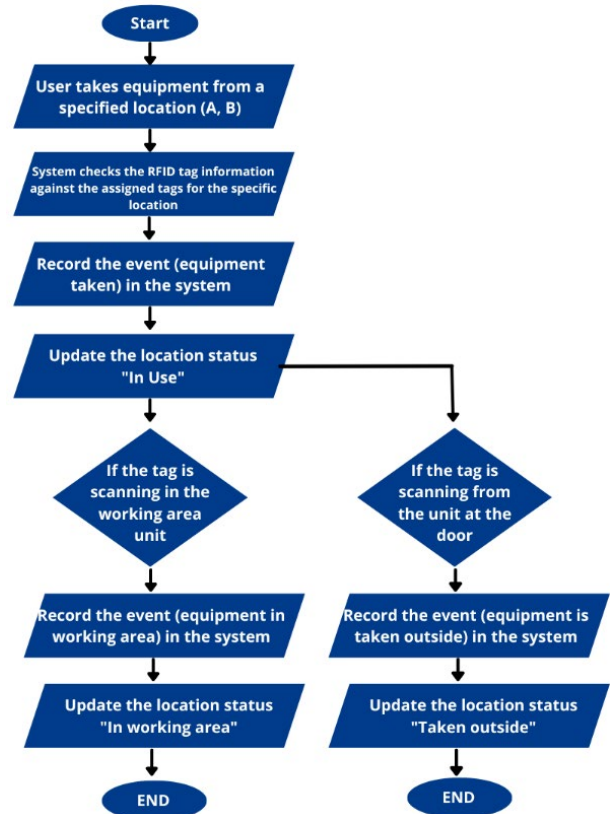 Start
User takes equipment from a
specified location (A, B)
System checks the RFID tag information
against the assigned tags for the specific
location
Record the event (equipment
taken) in the system
Update the location status
"In Use"
If the tag is
scanning in the
working area
unit
If the tag is
scanning from
the unit at the
door
Record the event (equipment in
working area) in the system
Record the event (equipment is
taken outside) in the system
Update the location status
"In working area"
Update the location status
"Taken outside"
END
END